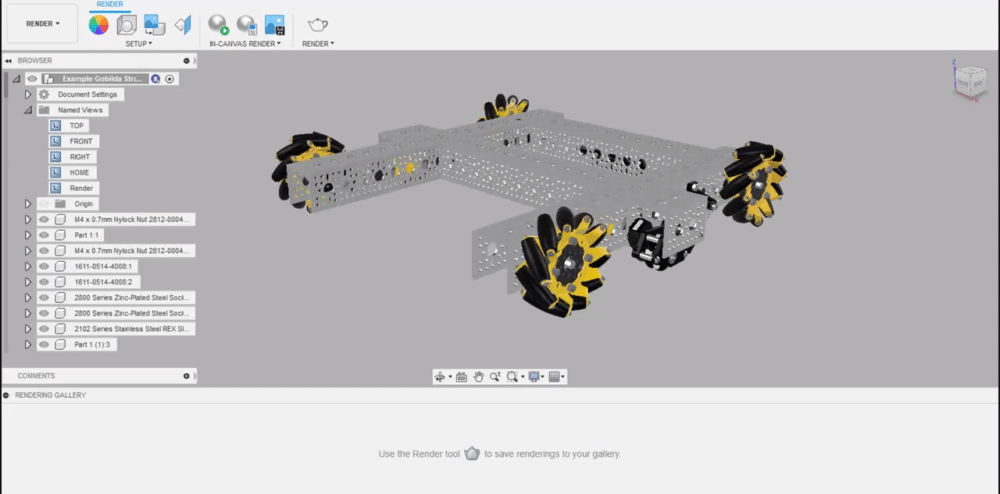 RENDER
RENDER
SETUP
IN-CANVAS RENDER
RENDER
BROWSER
Example Gobilda Stru...
Document Settings
Named Views
TOP
FRONT
RIGHT
HOME
Render
Origin
M4 x 0.7mm Nylock Nut 2812-0004...
Part 1:1
M4 x 0.7mm Nylock Nut 2812-0004...
1611-0514-4008:1
1611-0514-4008:2
2800 Series Zinc-Plated Steel Soci...
2800 Series Zinc-Plated Steel Soci...
2102 Series Stainless Steel REX Sl...
Part 1 (1):3
COMMENTS
RENDERING GALLERY
Use the Render tool to save renderings to your gallery.
Z